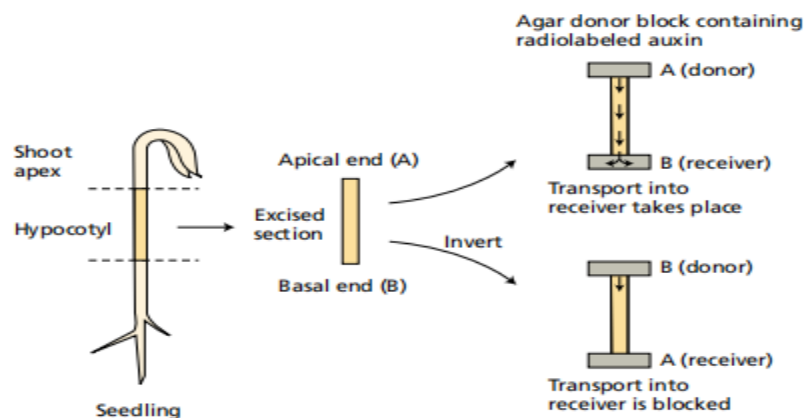 Agar donor block containing
radiolabeled auxin
A (donor)
B (receiver)
Transport into
receiver takes place
Shoot
apex
Hypocotyl
Seedling
Apical end (A)
Excised
section
Basal end (B)
Invert
B (donor)
A (receiver)
Transport into
receiver is blocked